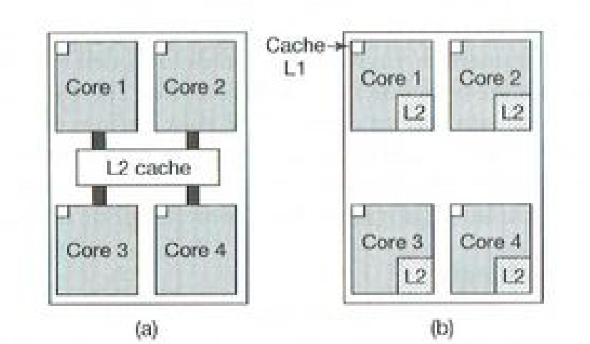 Cache
L1
Core 1
Core 2
L2 cache
Core 3
Core 4
(a)
Core 1
L2
Core 2
L2
Core 3
L2
Core 4
L2
(b)